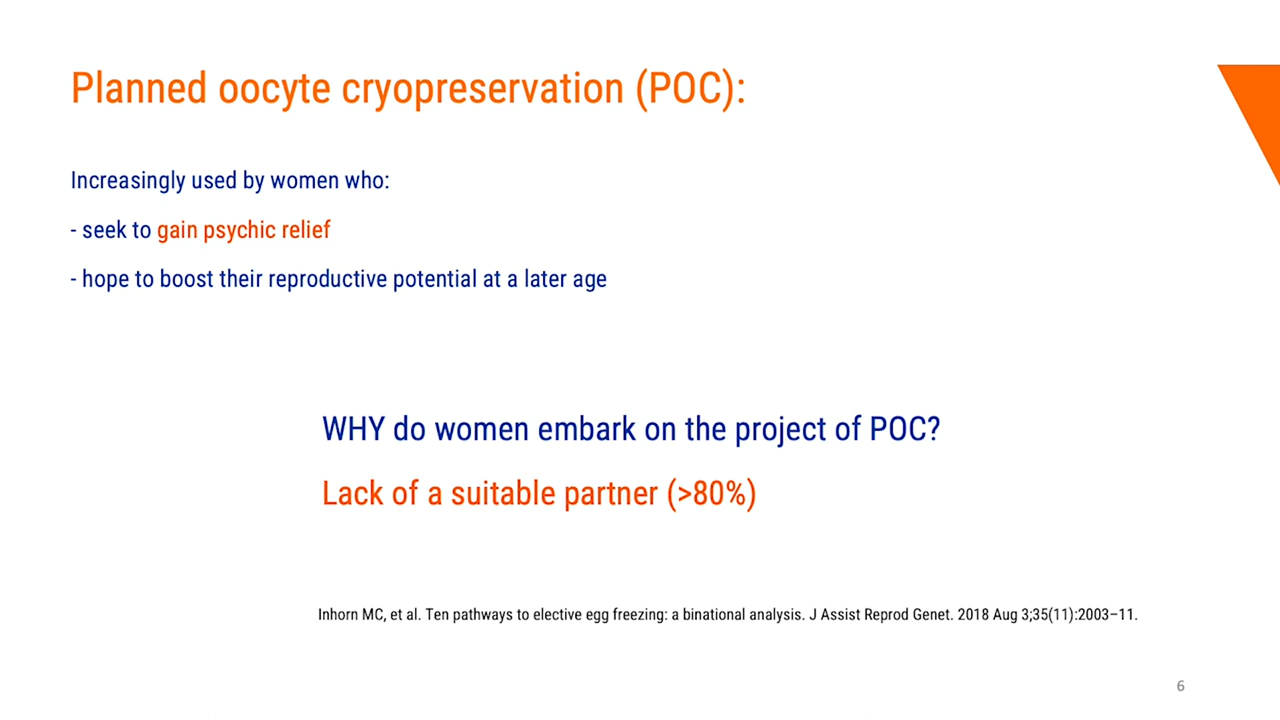 Planned oocyte cryopreservation (POC):
Increasingly used by women who:
- seek to gain psychic relief
- hope to boost their reproductive potential at a later age
WHY do women embark on the project of POC?
Lack of a suitable partner (>80%)
Inhorn MC, et al. Ten pathways to elective egg freezing: a binational analysis. J Assist Reprod Genet. 2018 Aug 3;35(11):2003–11.
6